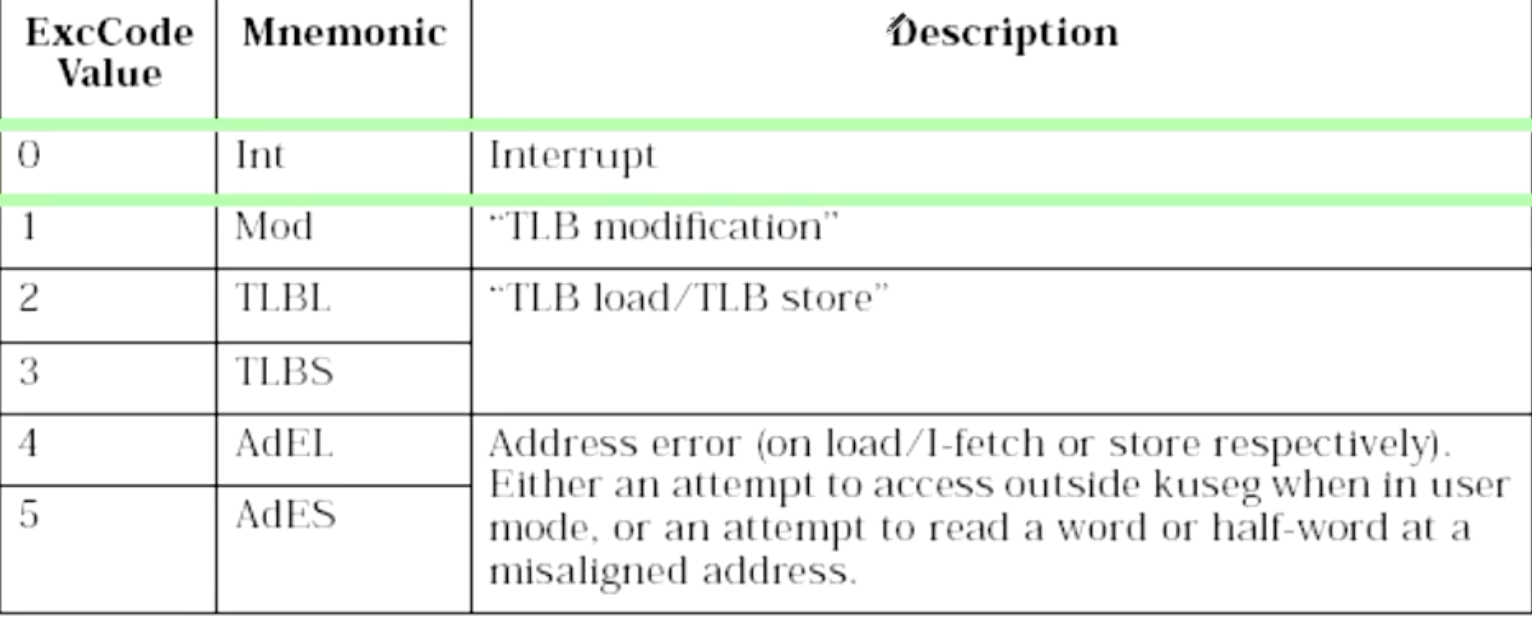 ExcCode Value Mnemonic Description
0 Int Interrupt
1 Mod “TLB modification”
2 TLBL “TLB load/TLB store”
3 TLBS
4 AdEL Address error (on load/I-fetch or store respectively).
Either an attempt to access outside kuseg when in user
5 AdES mode, or an attempt to read a word or half-word at a
misaligned address.